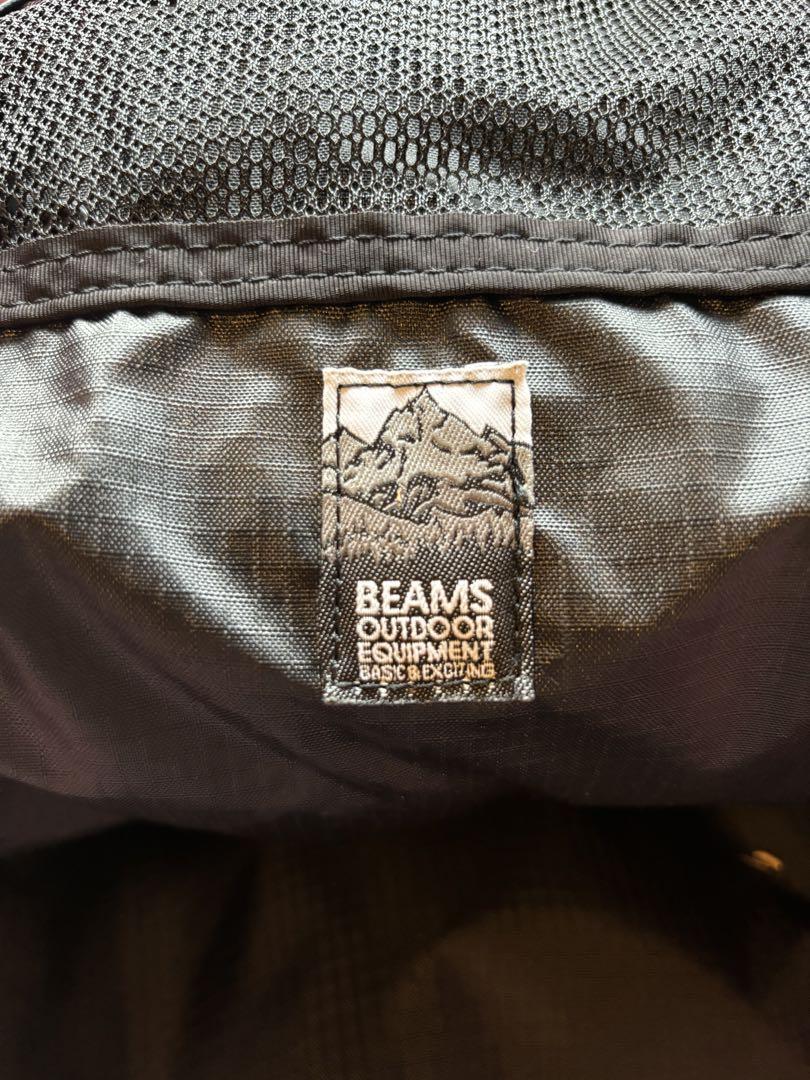 BEAMS
OUTDOOR
EQUIPMENT
BASIC & EXCITING